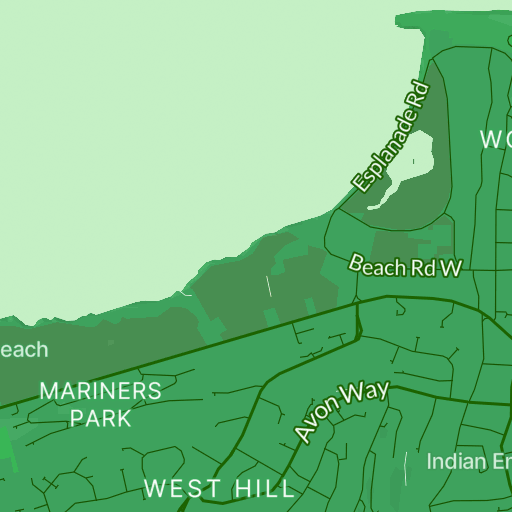 Esplanade Rd
WO
Beach Rd W
each
MARINERS
PARK
Avon Way
Indian En
WEST HILL